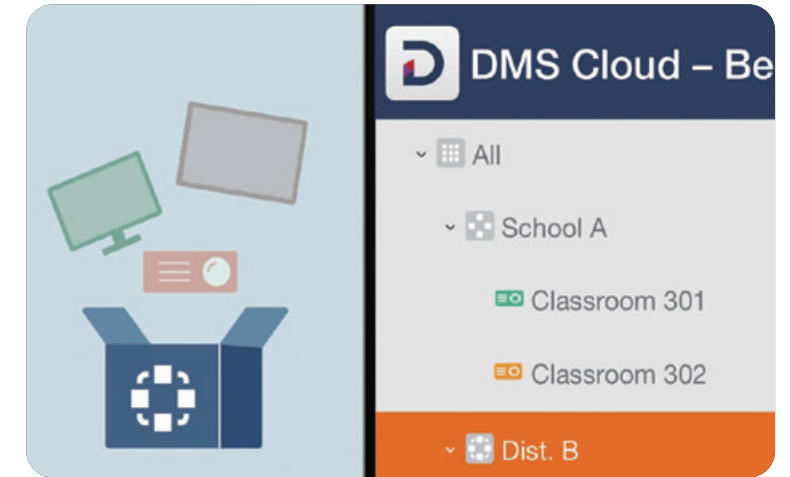 DMS Cloud – Be
All
School A
Classroom 301
Classroom 302
Dist. B